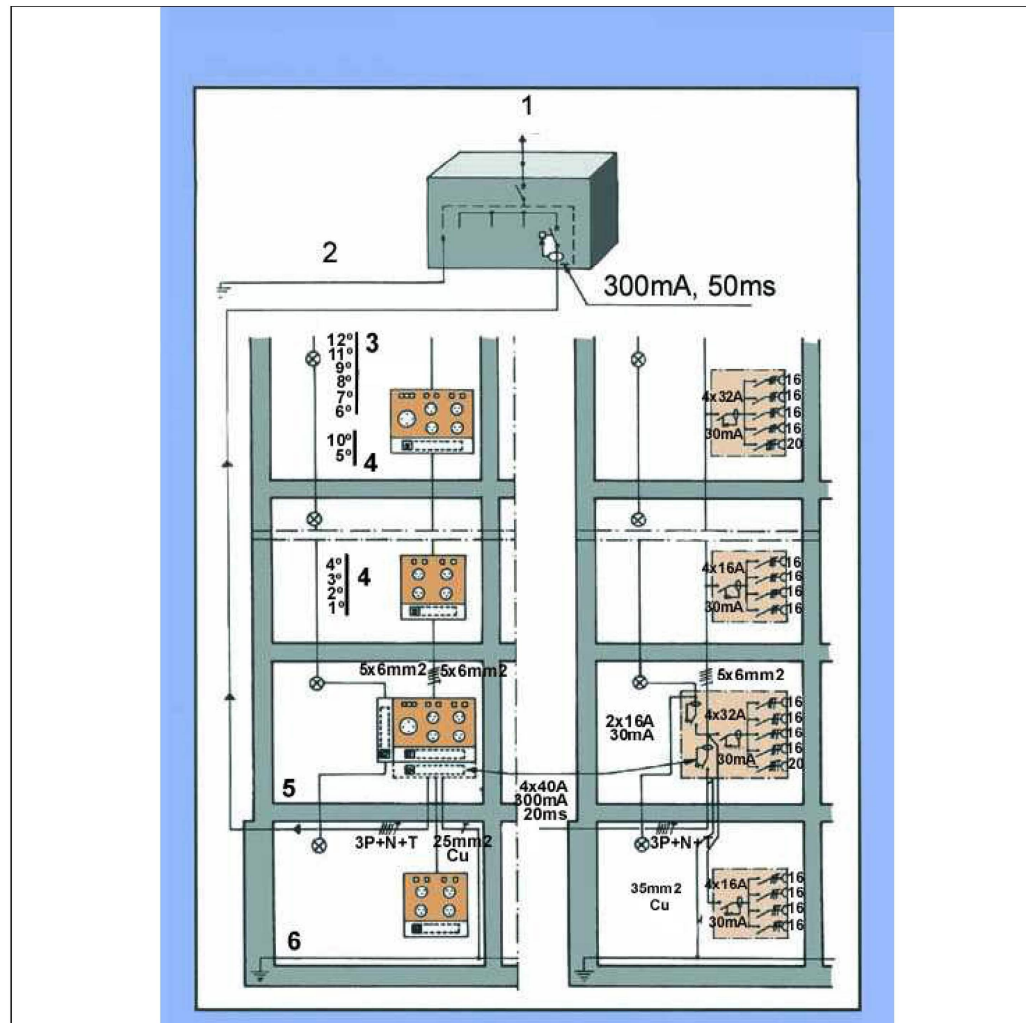 1
2
300mA, 50ms
12º
11º
9º
8º
7º
6º
3
10º
5º
4
4x32A
30mA
16
16
16
16
20
4º
3º
2º
1º
4
4x16A
30mA
16
16
16
16
5x6mm2
5x6mm2
5x6mm2
2x16A
30mA
4x32A
30mA
16
16
16
16
20
5
4x40A
300mA
20ms
3P+N+T
25mm2
Cu
3P+N+T
35mm2
Cu
4x16A
30mA
16
16
16
16
6